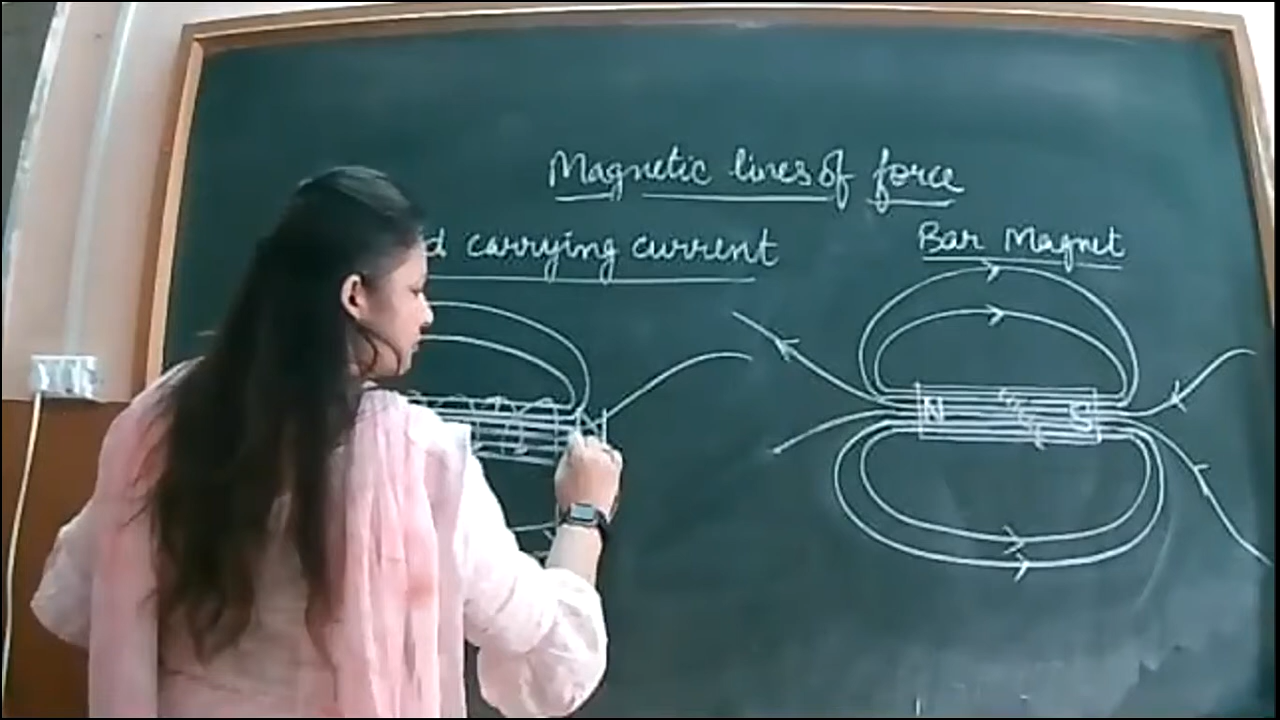 Magnetic lines of force
d carrying current
Bar Magnet
N S